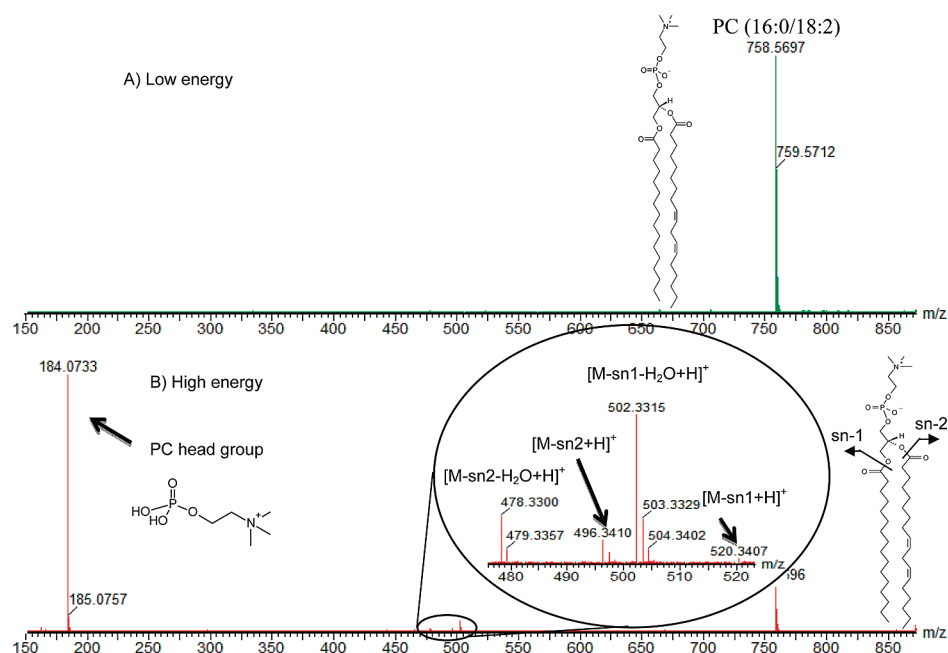 PC (16:0/18:2)
758.5697
A) Low energy
759.5712
150 200 250 300 350 400 450 500 550 600 650 700 750 800 850 m/z
184.0733
B) High energy
PC head group
[M-sn1-H₂O+H]⁺
502.3315
[M-sn2+H]⁺
[M-sn2-H₂O+H]⁺
[M-sn1+H]⁺
478.3300
479.3357
496.3410
503.3329
504.3402
520.3407
480 490 500 510 520 m/z
96
sn-1
sn-2
185.0757
N⁺
O
P
O⁻
O
O
H
O
O
O
O
HO
HO
P
O
N⁺
N⁺
O
P
O⁻
O
O
H
O
O
O
O
150 200 250 300 350 400 450 500 550 600 650 700 750 800 850 m/z